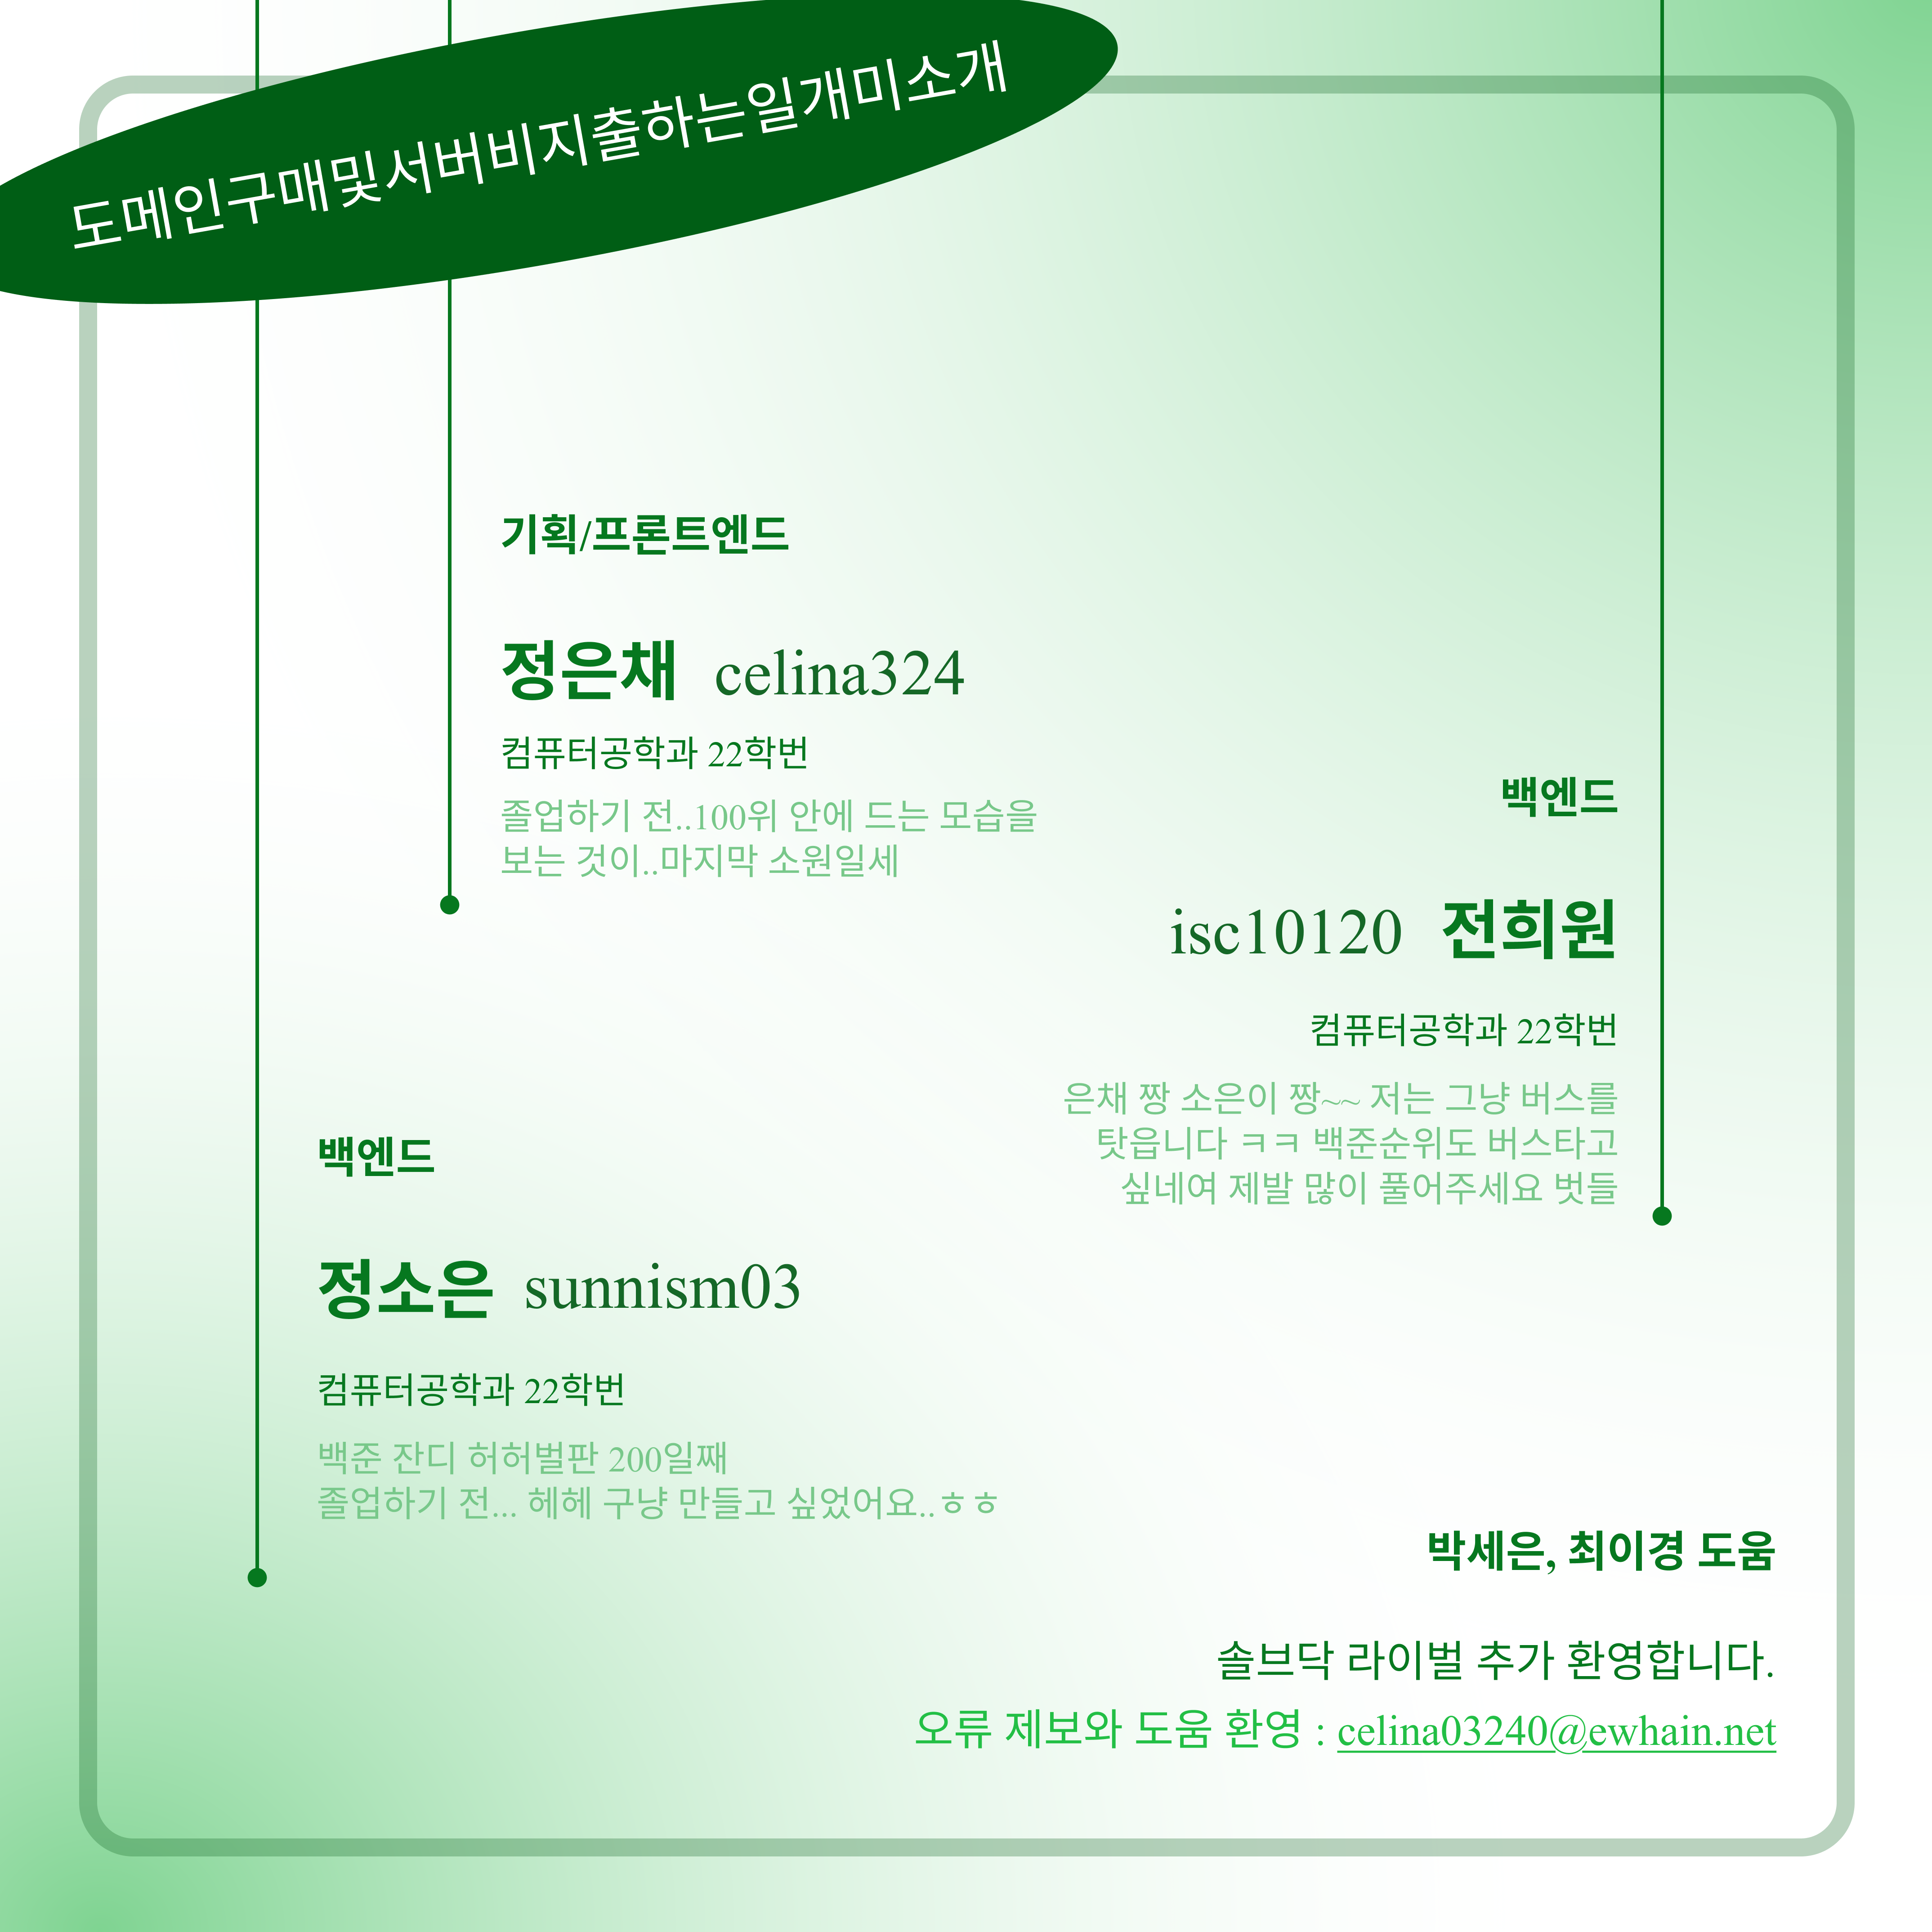 도메인구매및서버비지출하는일개미소개
기획/프론트엔드
정은채 celina324
컴퓨터공학과 22학번
졸업하기 전..100위 안에 드는 모습을
보는 것이..마지막 소원일세
백엔드
isc10120 전희원
컴퓨터공학과 22학번
은채 짱 소은이 짱~~ 저는 그냥 버스를
탓읍니다 ㅋㅋ 백준순위도 버스타고
싶네여 제발 많이 풀어주세요 벗들
백엔드
정소은 sunnism03
컴퓨터공학과 22학번
백준 잔디 허허벌판 200일째
졸업하기 전... 헤헤 구냥 만들고 싶었어요..ㅎㅎ
박세은, 최이경 도움
솔브닥 라이벌 추가 환영합니다.
오류 제보와 도움 환영 : celina03240@ewhain.net